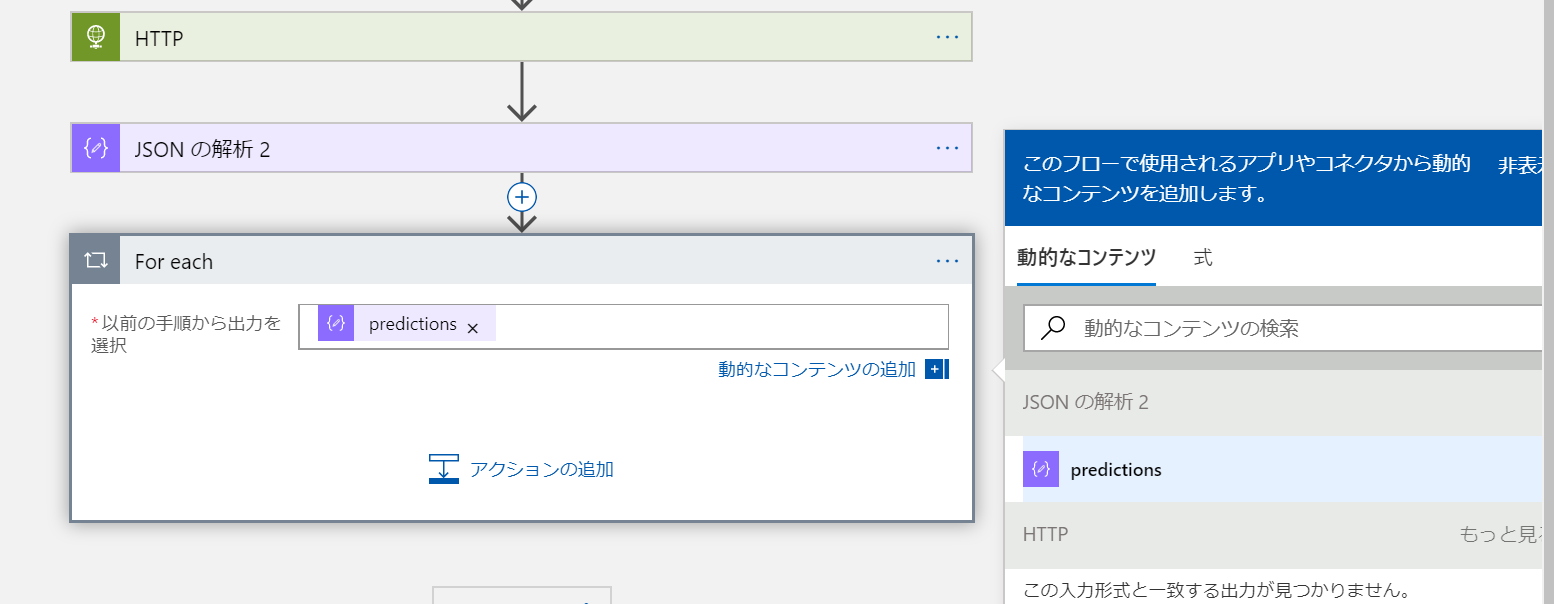 HTTP
JSON の解析 2
For each
*以前の手順から出力を
選択
predictions
動的なコンテンツの追加
アクションの追加
このフローで使用されるアプリやコネクタから動的
なコンテンツを追加します。
非表
動的なコンテンツ
式
動的なコンテンツの検索
JSON の解析 2
predictions
HTTP
もっと見
この入力形式と一致する出力が見つかりません。